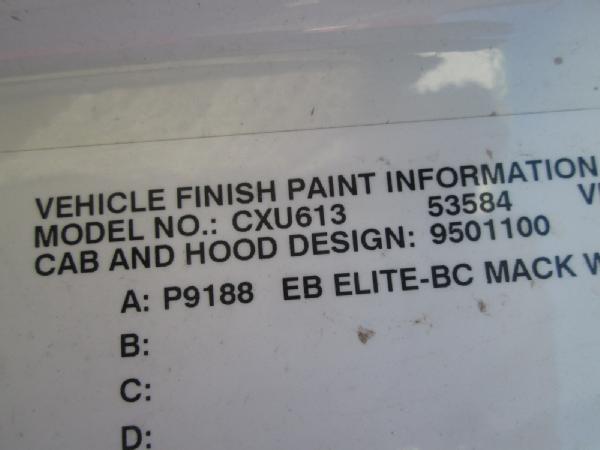 VEHICLE FINISH PAINT INFORMATION
MODEL NO.: CXU613 53584
CAB AND HOOD DESIGN: 9501100
A: P9188 EB ELITE-BC MACK
B:
C:
D: